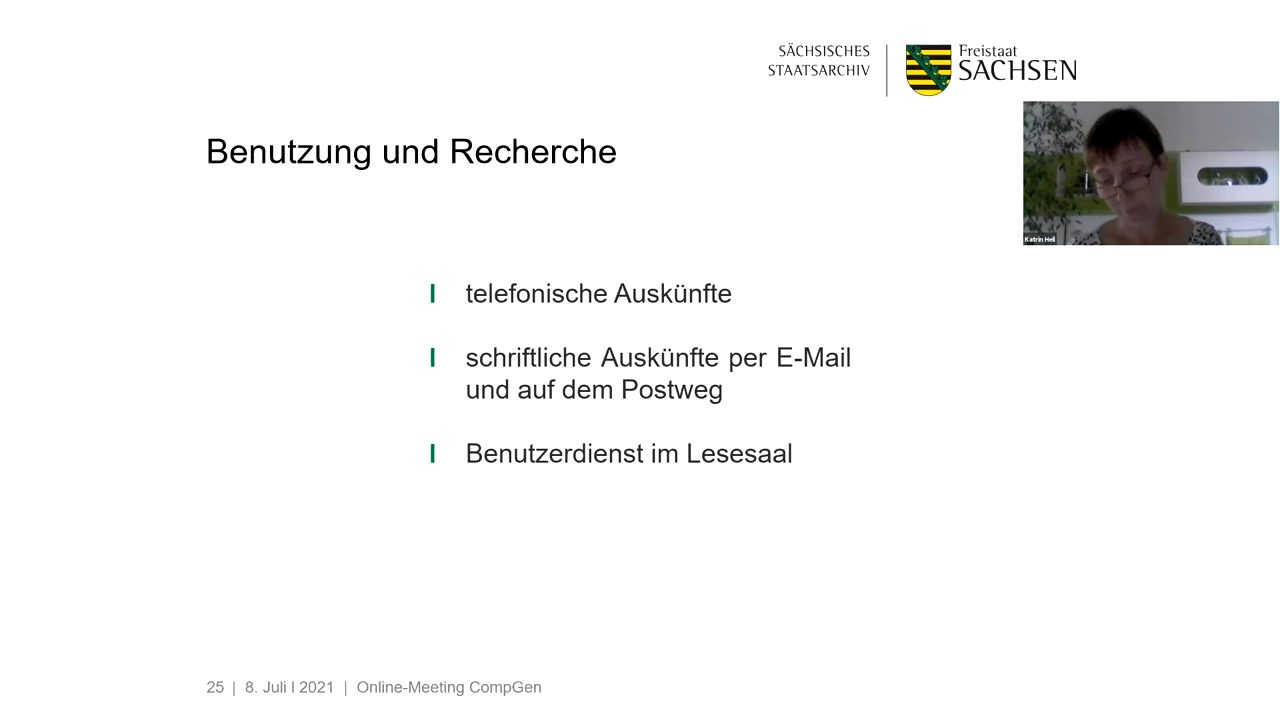 SÄCHSISCHES
STAATSARCHIV
Freistaat
SACHSEN
Benutzung und Recherche
Katrin Heil
I telefonische Auskünfte
I schriftliche Auskünfte per E-Mail
und auf dem Postweg
I Benutzerdienst im Lesesaal
25 | 8. Juli I 2021 | Online-Meeting CompGen